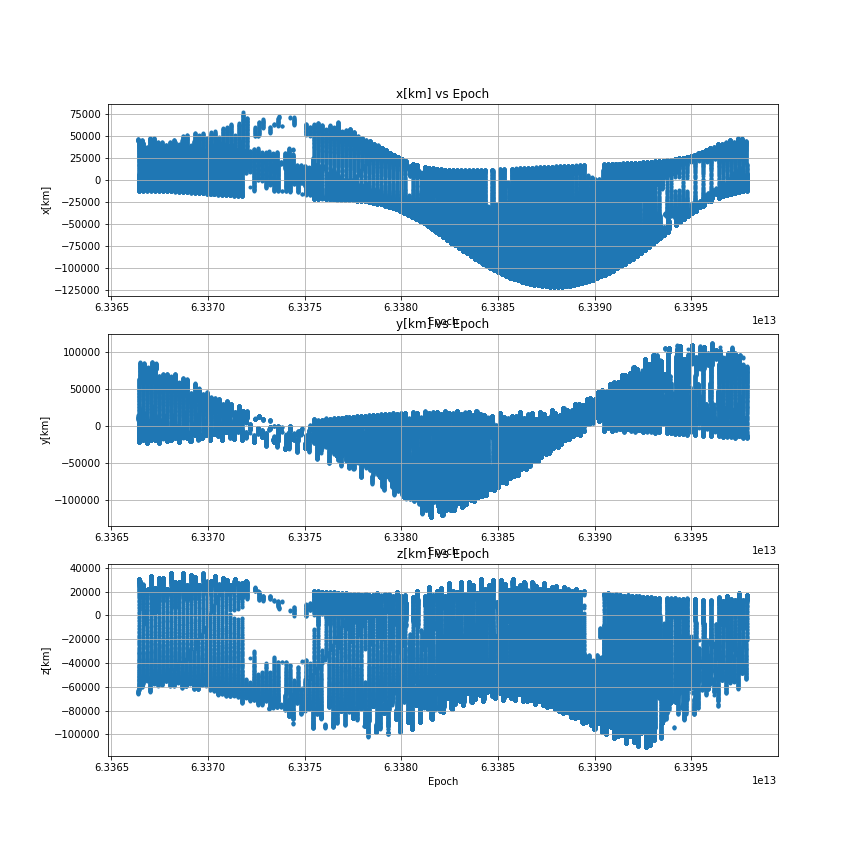 x[km] vs Epoch
75000
50000
25000
0
−25000
−50000
−75000
−100000
−125000
x[km]
6.3365 6.3370 6.3375 6.3380 6.3385 6.3390 6.3395
1e13
Epoch
y[km] vs Epoch
100000
50000
0
−50000
−100000
y[km]
6.3365 6.3370 6.3375 6.3380 6.3385 6.3390 6.3395
1e13
Epoch
z[km] vs Epoch
40000
20000
0
−20000
−40000
−60000
−80000
−100000
z[km]
6.3365 6.3370 6.3375 6.3380 6.3385 6.3390 6.3395
1e13
Epoch